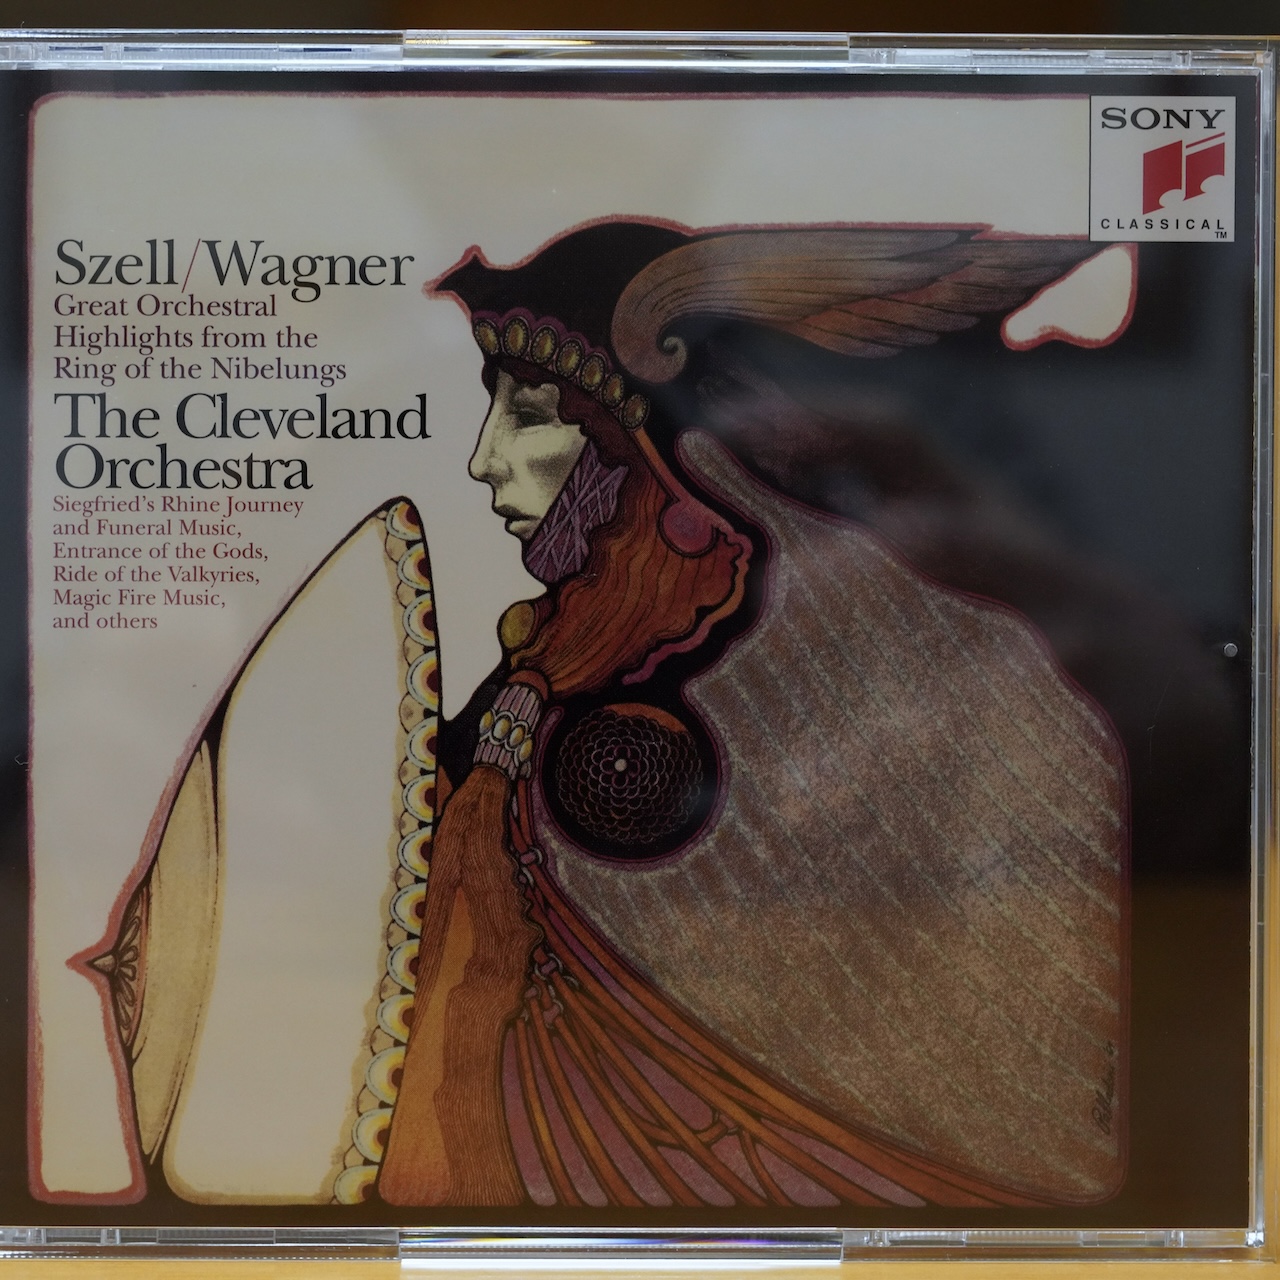 SONY
CLASSICAL
TM
Szell/Wagner
Great Orchestral
Highlights from the
Ring of the Nibelungs
The Cleveland
Orchestra
Siegfried's Rhine Journey
and Funeral Music,
Entrance of the Gods,
Ride of the Valkyries,
Magic Fire Music,
and others